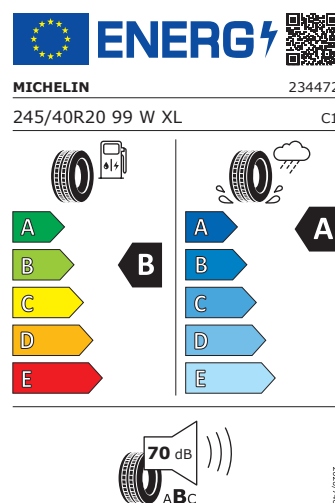 ENERG
MICHELIN 234472
245/40R20 99 W XL C1
A A
B B
C C
D D
E E
B
A
70 dB
ABC